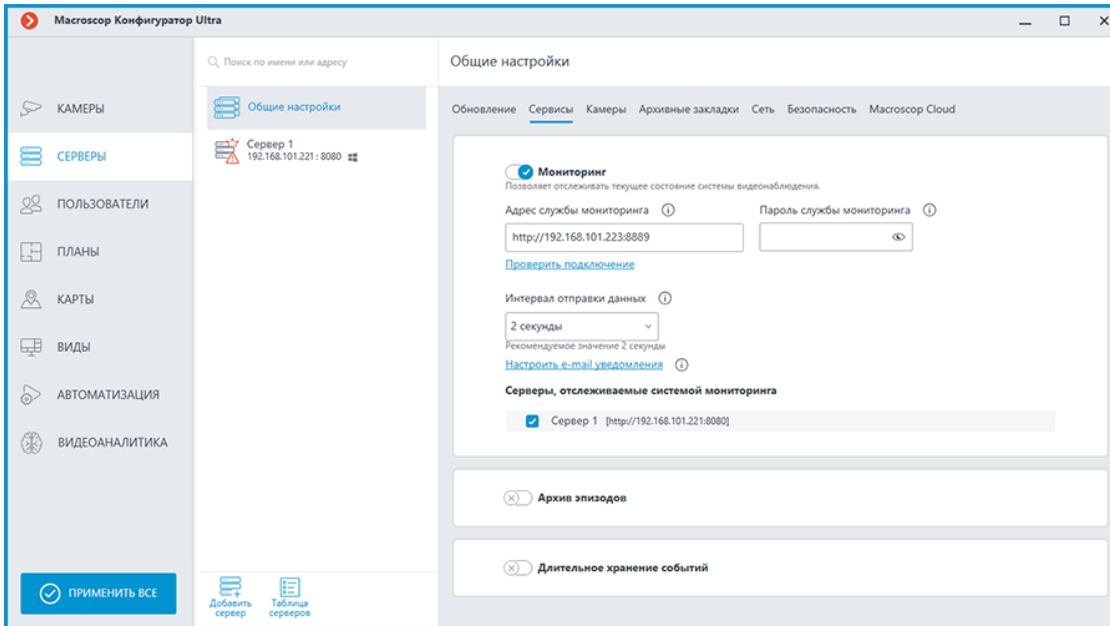 Macroscop Конфигуратор Ultra
КАМЕРЫ
СЕРВЕРЫ
ПОЛЬЗОВАТЕЛИ
ПЛАНЫ
КАРТЫ
ВИДЫ
АВТОМАТИЗАЦИЯ
ВИДЕОАНАЛИТИКА
ПРИМЕНИТЬ ВСЕ
Поиск по имени или адресу
Общие настройки
Сервер 1
192.168.101.221 : 8080
Добавить сервер
Таблица серверов
Общие настройки
Обновление Сервисы Камеры Архивные закладки Сеть Безопасность Macroscop Cloud
Мониторинг
Позволяет отслеживать текущее состояние системы видеонаблюдения.
Адрес службы мониторинга Пароль службы мониторинга
http://192.168.101.223:8889
Проверить подключение
Интервал отправки данных
2 секунды
Рекомендуемое значение 2 секунды
Настроить e-mail уведомления
Серверы, отслеживаемые системой мониторинга
Сервер 1 [http://192.168.101.221:8080]
Архив эпизодов
Длительное хранение событий